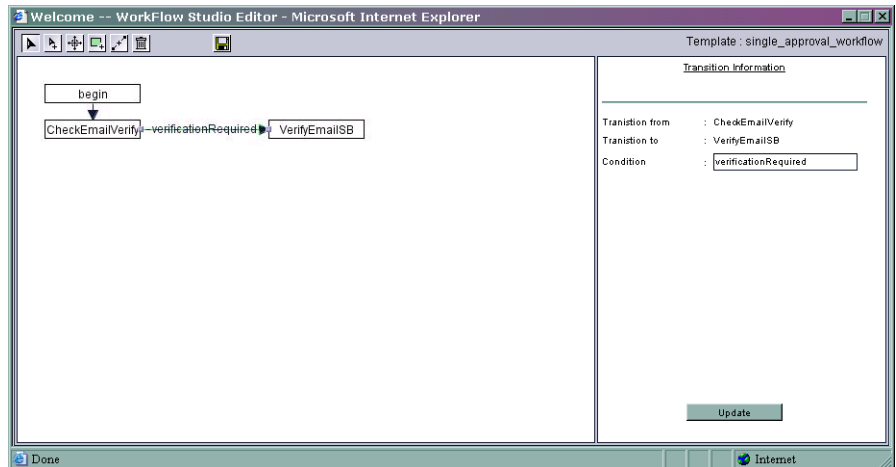 Welcome -- WorkFlow Studio Editor - Microsoft Internet Explorer
Template : single_approval_workflow
begin
CheckEmailVerify
verificationRequired
VerifyEmailSB
Transition Information
Tranistion from : CheckEmailVerify
Tranistion to : VerifyEmailSB
Condition : verificationRequired
Update
Done
Internet